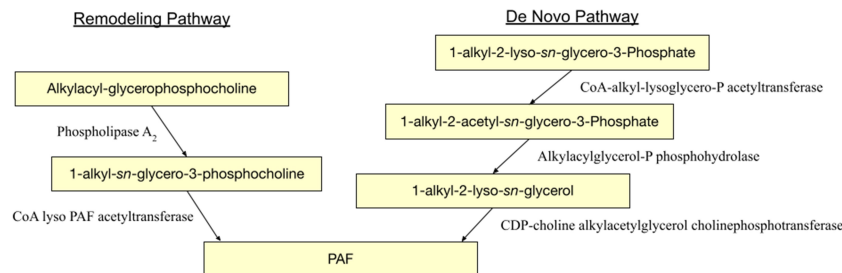 Remodeling Pathway
De Novo Pathway
1-alkyl-2-lyso-sn-glycero-3-Phosphate
Alkylacyl-glycerophosphocholine
CoA-alkyl-lysoglycero-P acetyltransferase
1-alkyl-2-acetyl-sn-glycero-3-Phosphate
Phospholipase A2
Alkylacylglycerol-P phosphohydrolase
1-alkyl-sn-glycero-3-phosphocholine
1-alkyl-2-lyso-sn-glycerol
CoA lyso PAF acetyltransferase
CDP-choline alkylacetylglycerol cholinephosphotransferase
PAF